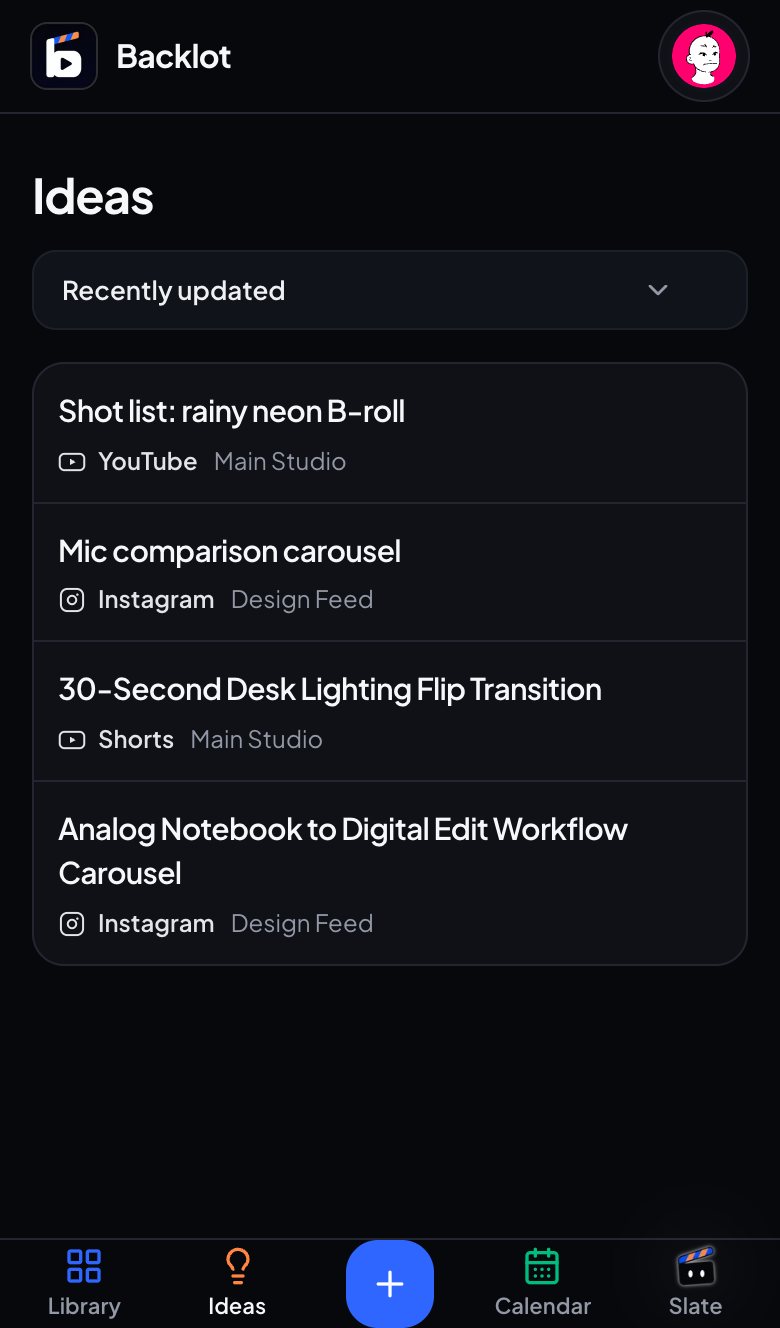 Backlot
Ideas
Recently updated
Shot list: rainy neon B-roll
YouTube Main Studio
Mic comparison carousel
Instagram Design Feed
30-Second Desk Lighting Flip Transition
Shorts Main Studio
Analog Notebook to Digital Edit Workflow
Carousel
Instagram Design Feed
Library Ideas Calendar Slate